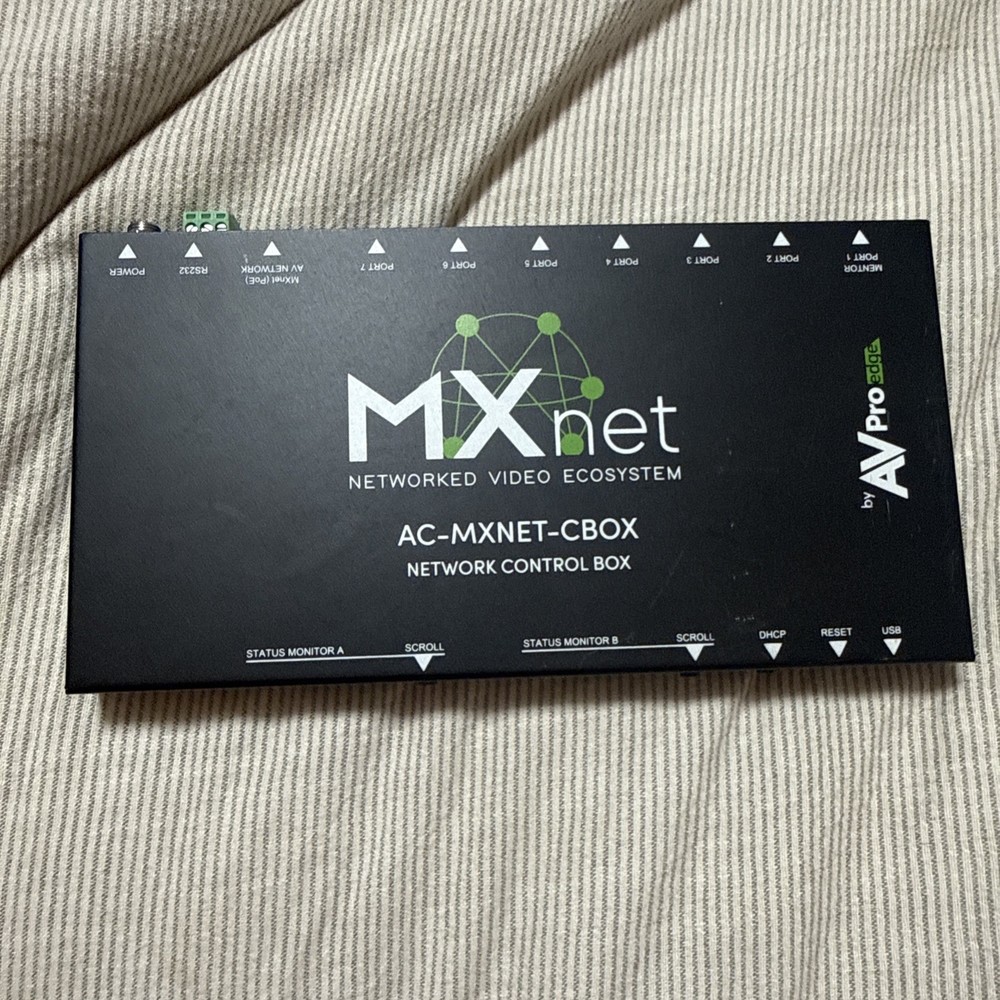 POWER
RS232
MXnet (PoE)
AV NETWORK
PORT 7
PORT 6
PORT 5
PORT 4
PORT 3
PORT 2
MENTOR
PORT 1
MXnet
NETWORKED VIDEO ECOSYSTEM
AC-MXNET-CBOX
NETWORK CONTROL BOX
by AVPro edge
STATUS MONITOR A
SCROLL
STATUS MONITOR B
SCROLL
DHCP
RESET
USB